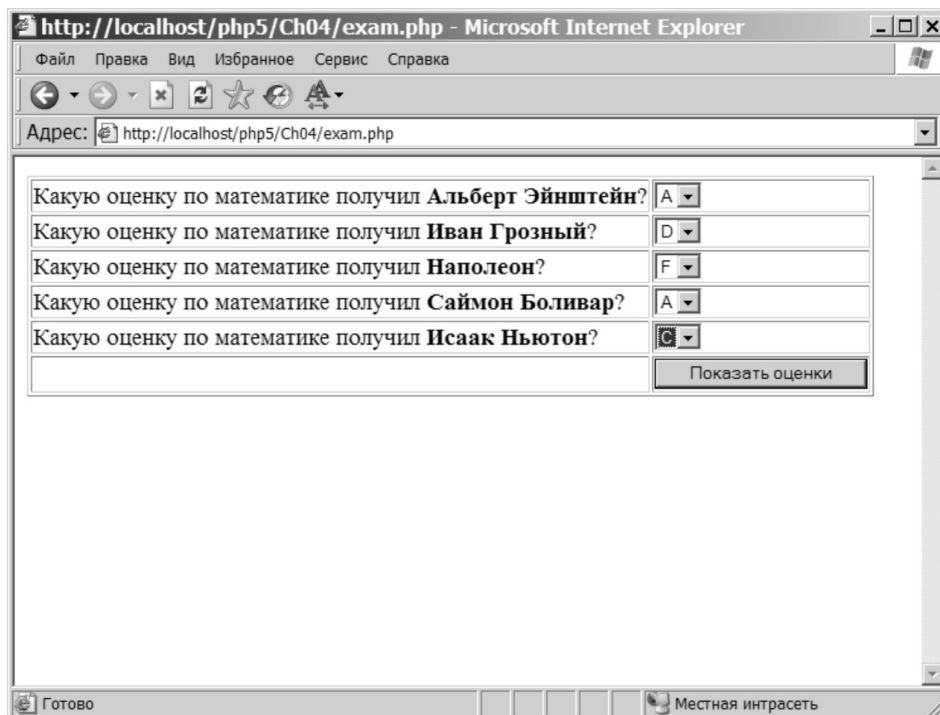 http://localhost/php5/Ch04/exam.php - Microsoft Internet Explorer
Файл Правка Вид Избранное Сервис Справка
Адрес: http://localhost/php5/Ch04/exam.php
Какую оценку по математике получил Альберт Эйнштейн? A
Какую оценку по математике получил Иван Грозный? D
Какую оценку по математике получил Наполеон? F
Какую оценку по математике получил Саймон Боливар? A
Какую оценку по математике получил Исаак Ньютон? C
Показать оценки
Готово Местная интрасеть